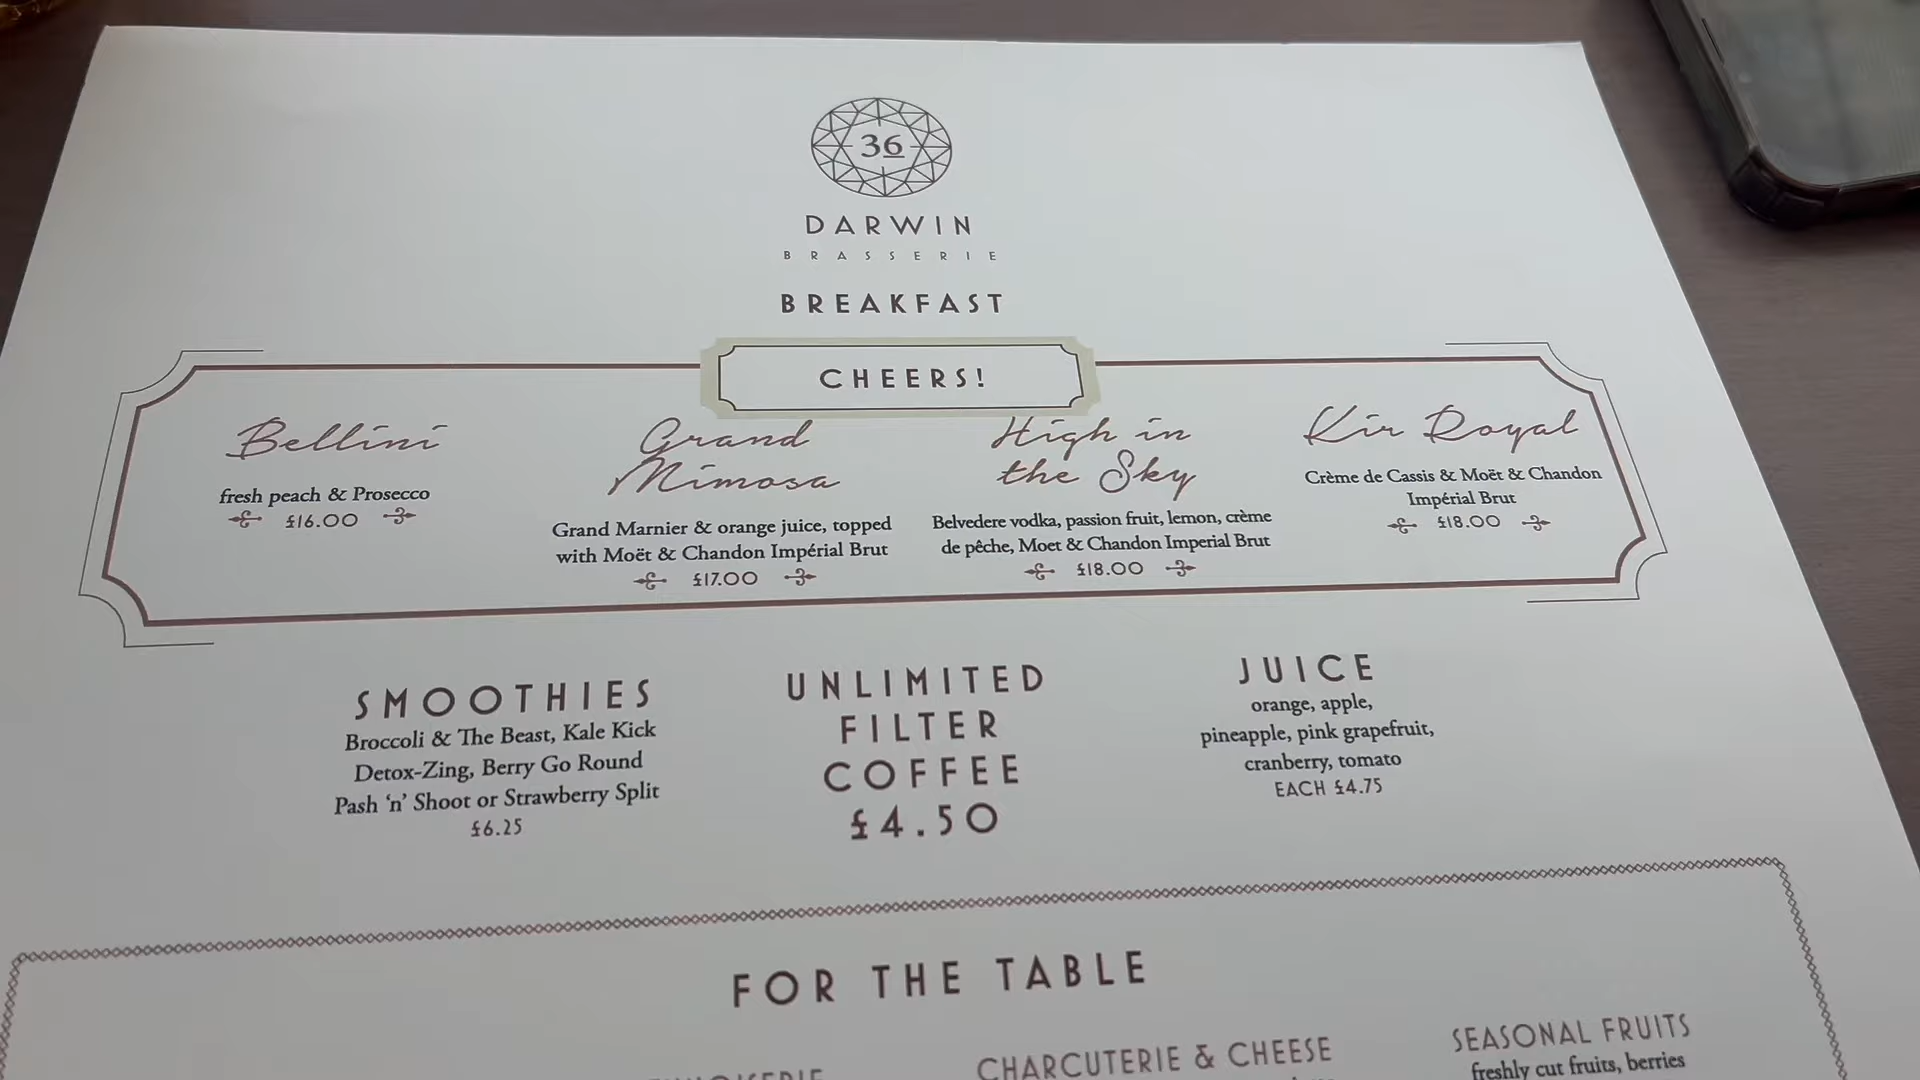 36
DARWIN
BRASSERIE
BREAKFAST
CHEERS!
Bellini
fresh peach & Prosecco
£16.00
Grand
Mimosa
Grand Marnier & orange juice, topped
with Moët & Chandon Impérial Brut
£17.00
High in
the Sky
Belvedere vodka, passion fruit, lemon, crème
de pêche, Moet & Chandon Imperial Brut
£18.00
Kir Royal
Crème de Cassis & Moët & Chandon
Impérial Brut
£18.00
SMOOTHIES
Broccoli & The Beast, Kale Kick
Detox-Zing, Berry Go Round
Pash ‘n’ Shoot or Strawberry Split
£6.25
UNLIMITED
FILTER
COFFEE
£4.50
JUICE
orange, apple,
pineapple, pink grapefruit,
cranberry, tomato
EACH £4.75
FOR THE TABLE
CHARCUTERIE & CHEESE
SEASONAL FRUITS
freshly cut fruits, berries